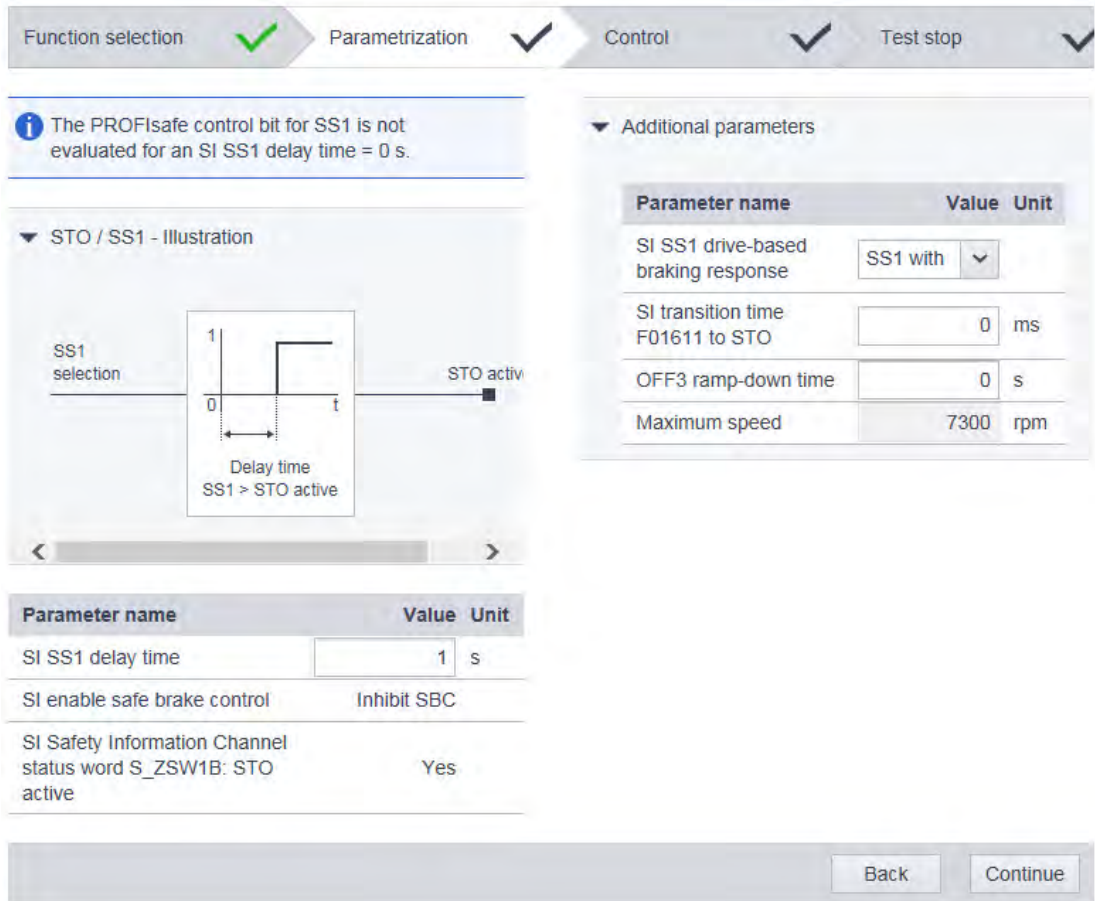 Function selection
Parametrization
Control
Test stop
The PROFIsafe control bit for SS1 is not
evaluated for an SI SS1 delay time = 0 s.
STO / SS1 - Illustration
SS1
selection
1
0
t
Delay time
SS1 > STO active
STO activ
Parameter name Value Unit
SI SS1 delay time 1 s
SI enable safe brake control Inhibit SBC
SI Safety Information Channel
status word S_ZSW1B: STO Yes
active
Additional parameters
Parameter name Value Unit
SI SS1 drive-based
braking response SS1 with
SI transition time
F01611 to STO 0 ms
OFF3 ramp-down time 0 s
Maximum speed 7300 rpm
Back
Continue